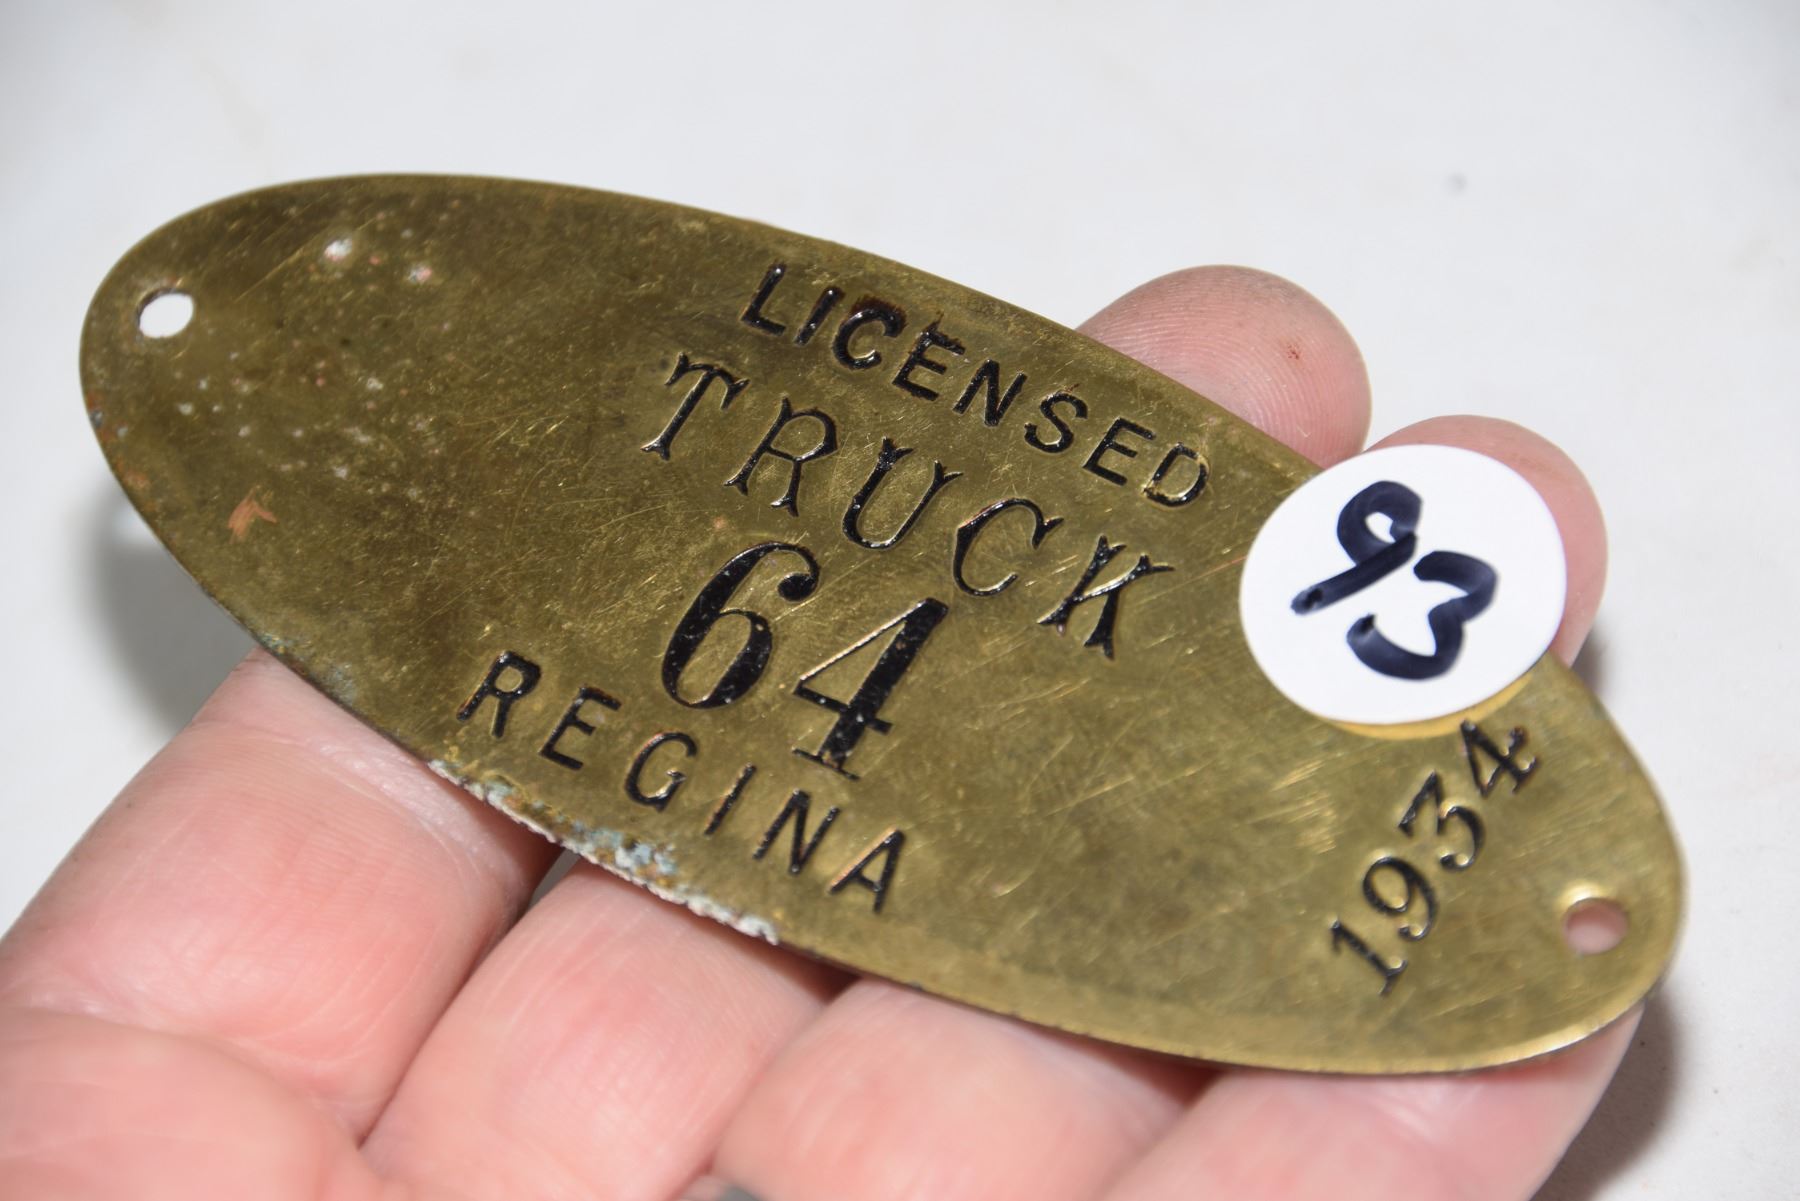 LICENSED
TRUCK
64
REGINA
1934
93